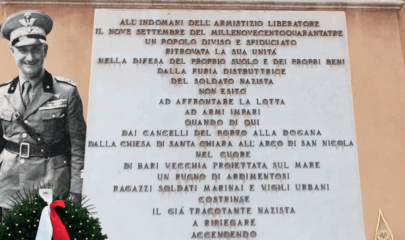 ALL'INDOMANI DELL'ARMISTIZIO LIBERATORE
IL NOVE SETTEMBRE DEL MILLENOVECENTOQUARANTATRE
UN POPOLO DIVISO E SFIDUCIATO
RITROVATA LA SUA UNITÁ
NELLA DIFESA DEL PROPRIO SUOLO E DEI PROPRI BENI
DALLA FURIA DISTRUTTRICE
DEL SOLDATO NAZISTA
NON ESITÒ
AD AFFRONTARE LA LOTTA
AD ARMI IMPARI
QUANDO DI QUI
DAI CANCELLI DEL PORTO ALLA DOGANA
DALLA CHIESA DI SANTA CHIARA ALL'ARCO DI SAN NICOLA
NEL CUORE
DI BARI VECCHIA PROIETTATA SUL MARE
UN PUGNO DI ARDIMENTOSI
RAGAZZI SOLDATI MARINAI E VIGILI URBANI
COSTRINSE
IL GIÁ TRACOTANTE NAZISTA
A RIPIEGARE
ACCENDENDO